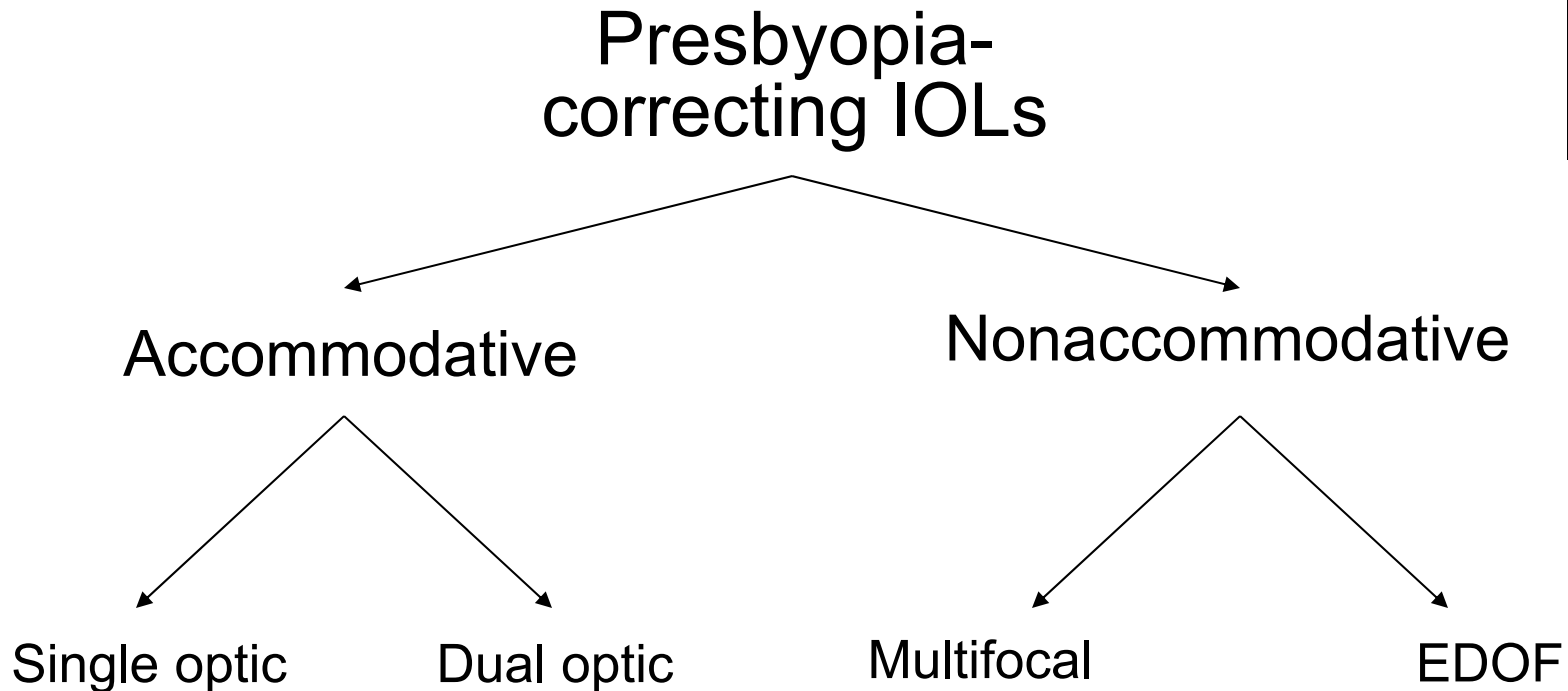 Presbyopia-
correcting IOLs
Accommodative
Nonaccommodative
Single optic
Dual optic
Multifocal
EDOF